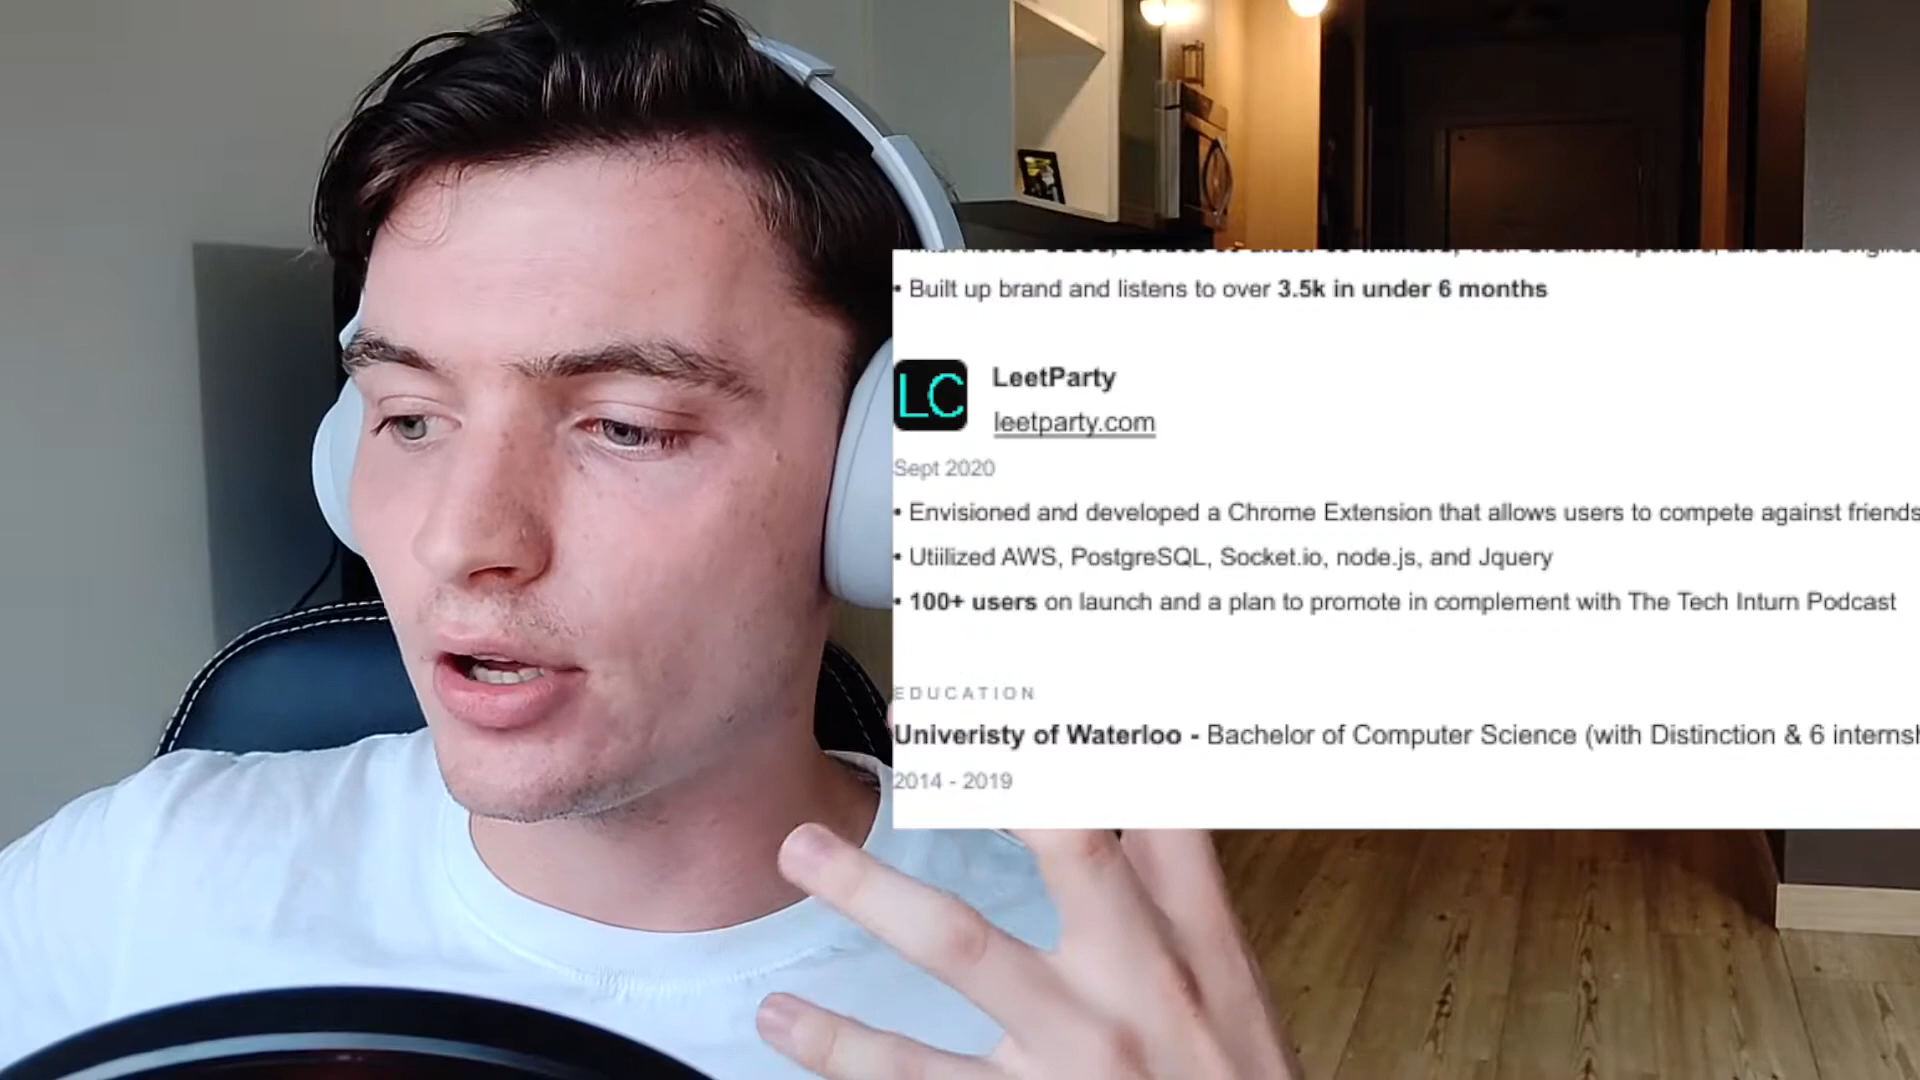 • Built up brand and listens to over 3.5k in under 6 months
LC
LeetParty
leetparty.com
Sept 2020
• Envisioned and developed a Chrome Extension that allows users to compete against friends
• Utiilized AWS, PostgreSQL, Socket.io, node.js, and Jquery
• 100+ users on launch and a plan to promote in complement with The Tech Inturn Podcast
EDUCATION
Univeristy of Waterloo - Bachelor of Computer Science (with Distinction & 6
2014 - 2019